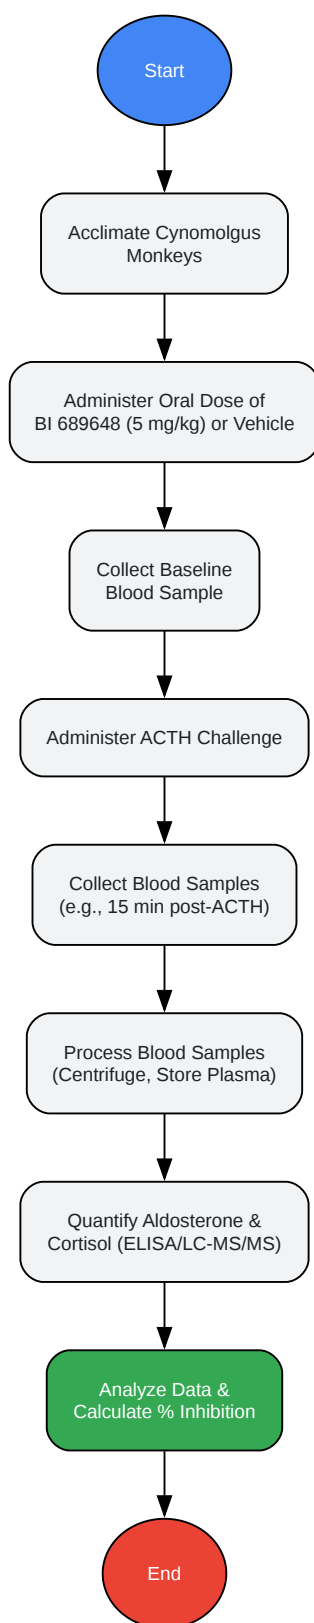 Start
Acclimate Cynomolgus
Monkeys
Administer Oral Dose of
BI 689648 (5 mg/kg) or Vehicle
Collect Baseline
Blood Sample
Administer ACTH Challenge
Collect Blood Samples
(e.g., 15 min post-ACTH)
Process Blood Samples
(Centrifuge, Store Plasma)
Quantify Aldosterone &
Cortisol (ELISA/LC-MS/MS)
Analyze Data &
Calculate % Inhibition
End